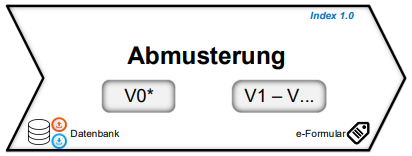 Index 1.0
Abmusterung
V0* V1 – V...
Datenbank e-Formular